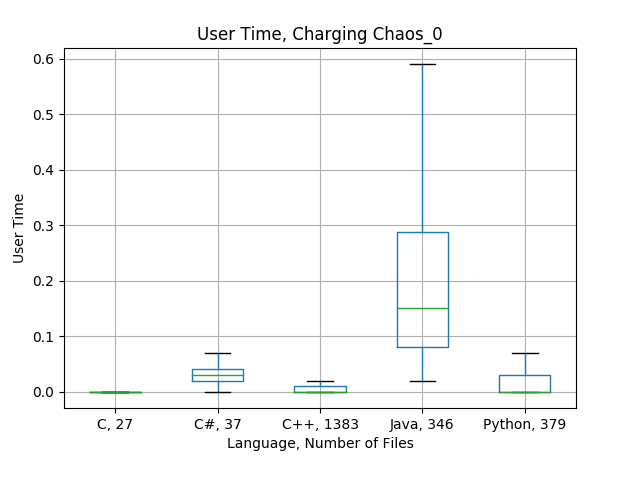 User Time, Charging Chaos_0
User Time
0.6
0.5
0.4
0.3
0.2
0.1
0.0
C, 27
C#, 37
C++, 1383
Java, 346
Python, 379
Language, Number of Files